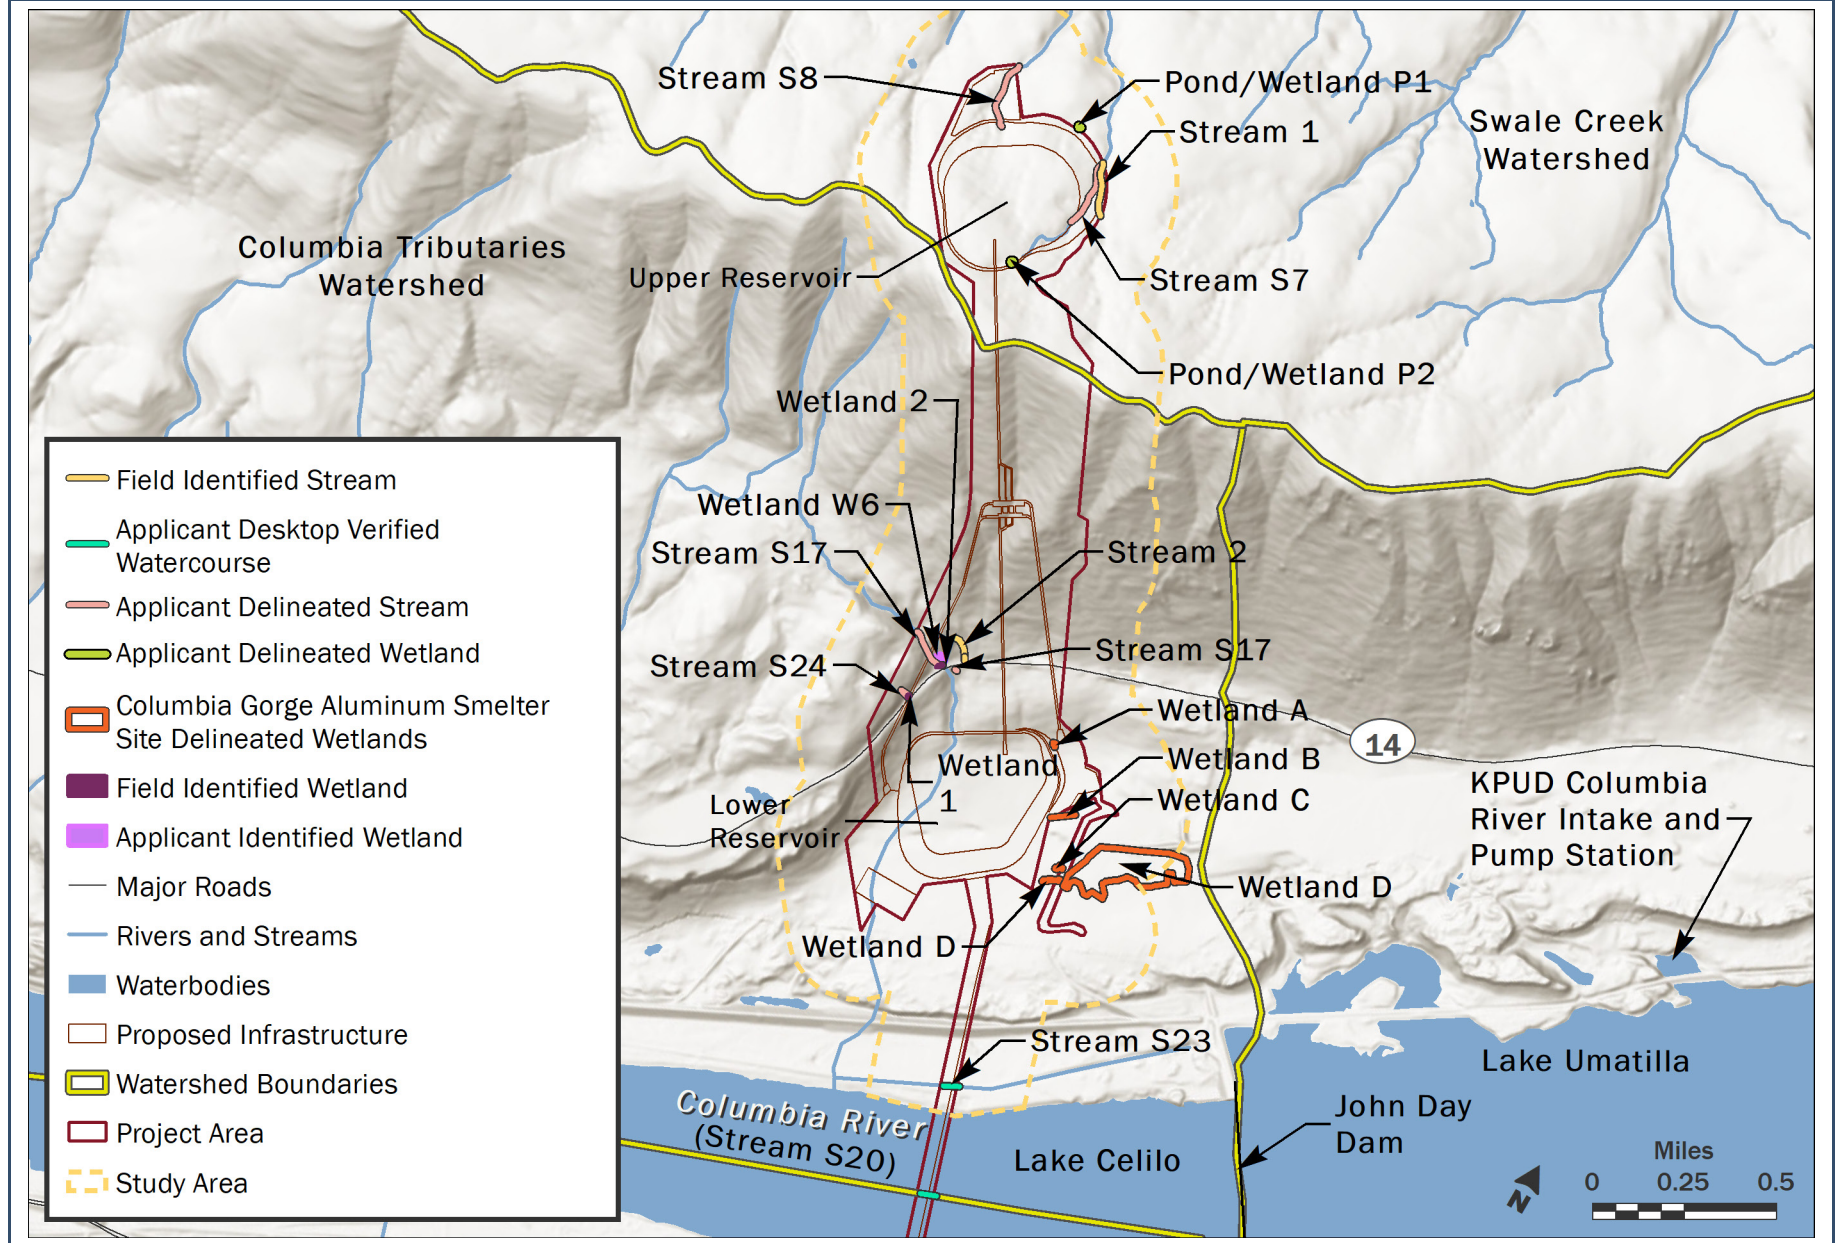 Stream S8
Pond/Wetland P1
Stream 1
Swale Creek
Watershed
Columbia Tributaries
Watershed
Upper Reservoir
Stream S7
Pond/Wetland P2
Wetland 2
Wetland W6
Stream S17
Stream 2
Stream S24
Stream S17
Wetland A
14
Wetland B
Wetland
1
Wetland C
Lower
Reservoir
KPUD Columbia
River Intake and
Pump Station
Wetland D
Wetland D
Stream S23
Lake Umatilla
Columbia River
(Stream S20)
Lake Celilo
John Day
Dam
Miles
0 0.25 0.5
N
Field Identified Stream
Applicant Desktop Verified
Watercourse
Applicant Delineated Stream
Applicant Delineated Wetland
Columbia Gorge Aluminum Smelter
Site Delineated Wetlands
Field Identified Wetland
Applicant Identified Wetland
Major Roads
Rivers and Streams
Waterbodies
Proposed Infrastructure
Watershed Boundaries
Project Area
Study Area